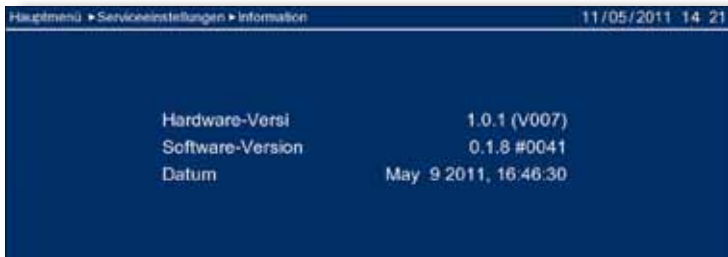 Hauptmenü ▸ Serviceeinstellungen ▸ Information 11/05/2011 14 21
Hardware-Versi 1.0.1 (V007)
Software-Version 0.1.8 #0041
Datum May 9 2011, 16:46:30